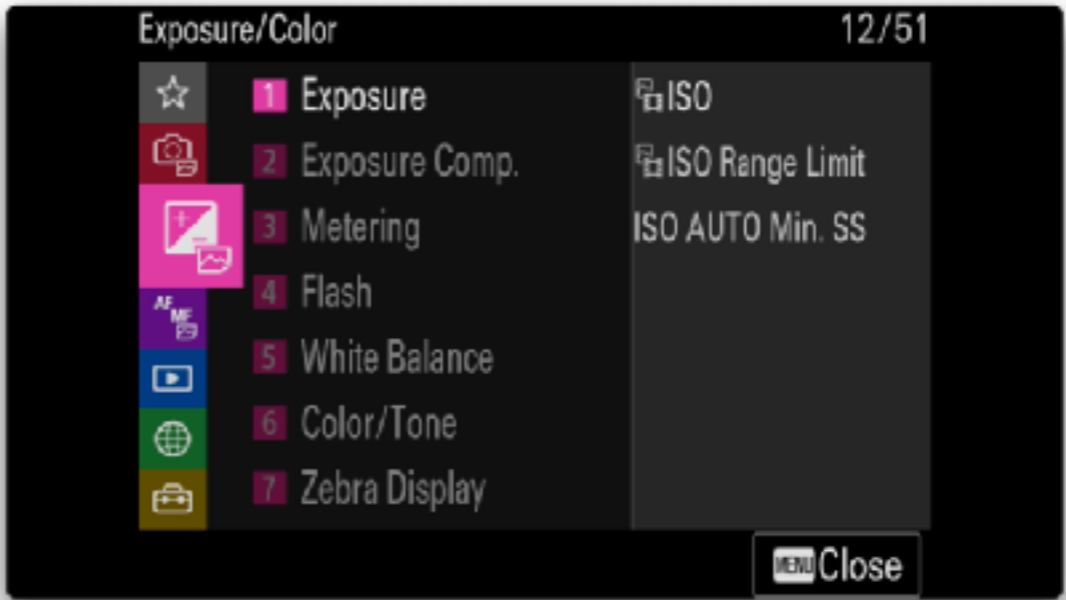 Exposure/Color 12/51
1 Exposure
2 Exposure Comp.
3 Metering
4 Flash
5 White Balance
6 Color/Tone
7 Zebra Display
ISO
ISO Range Limit
ISO AUTO Min. SS
AF MF
MENU Close